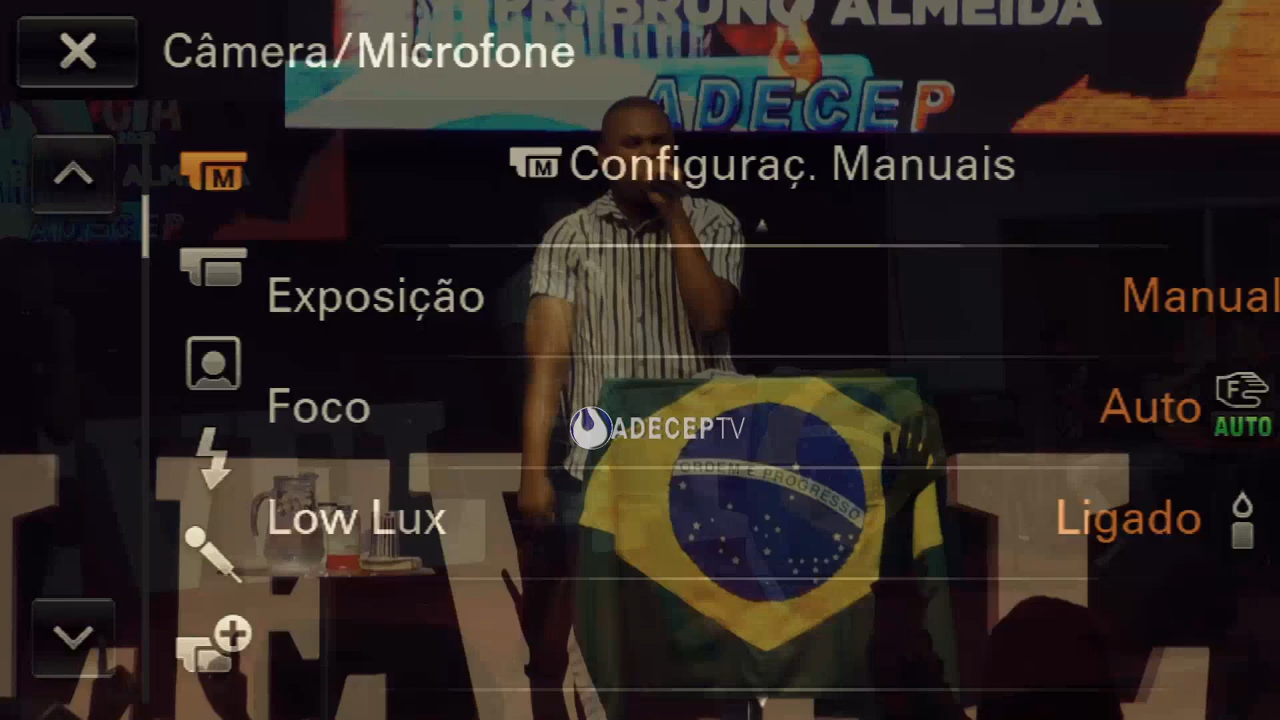 PR. BRUNO ALMEIDA
Câmera/Microfone
ADECEP
M
M Configuraç. Manuais
Exposição
Manual
Foco
Auto
F
AUTO
ADECEPTV
ORDEM E PROGRESSO
Low Lux
Ligado